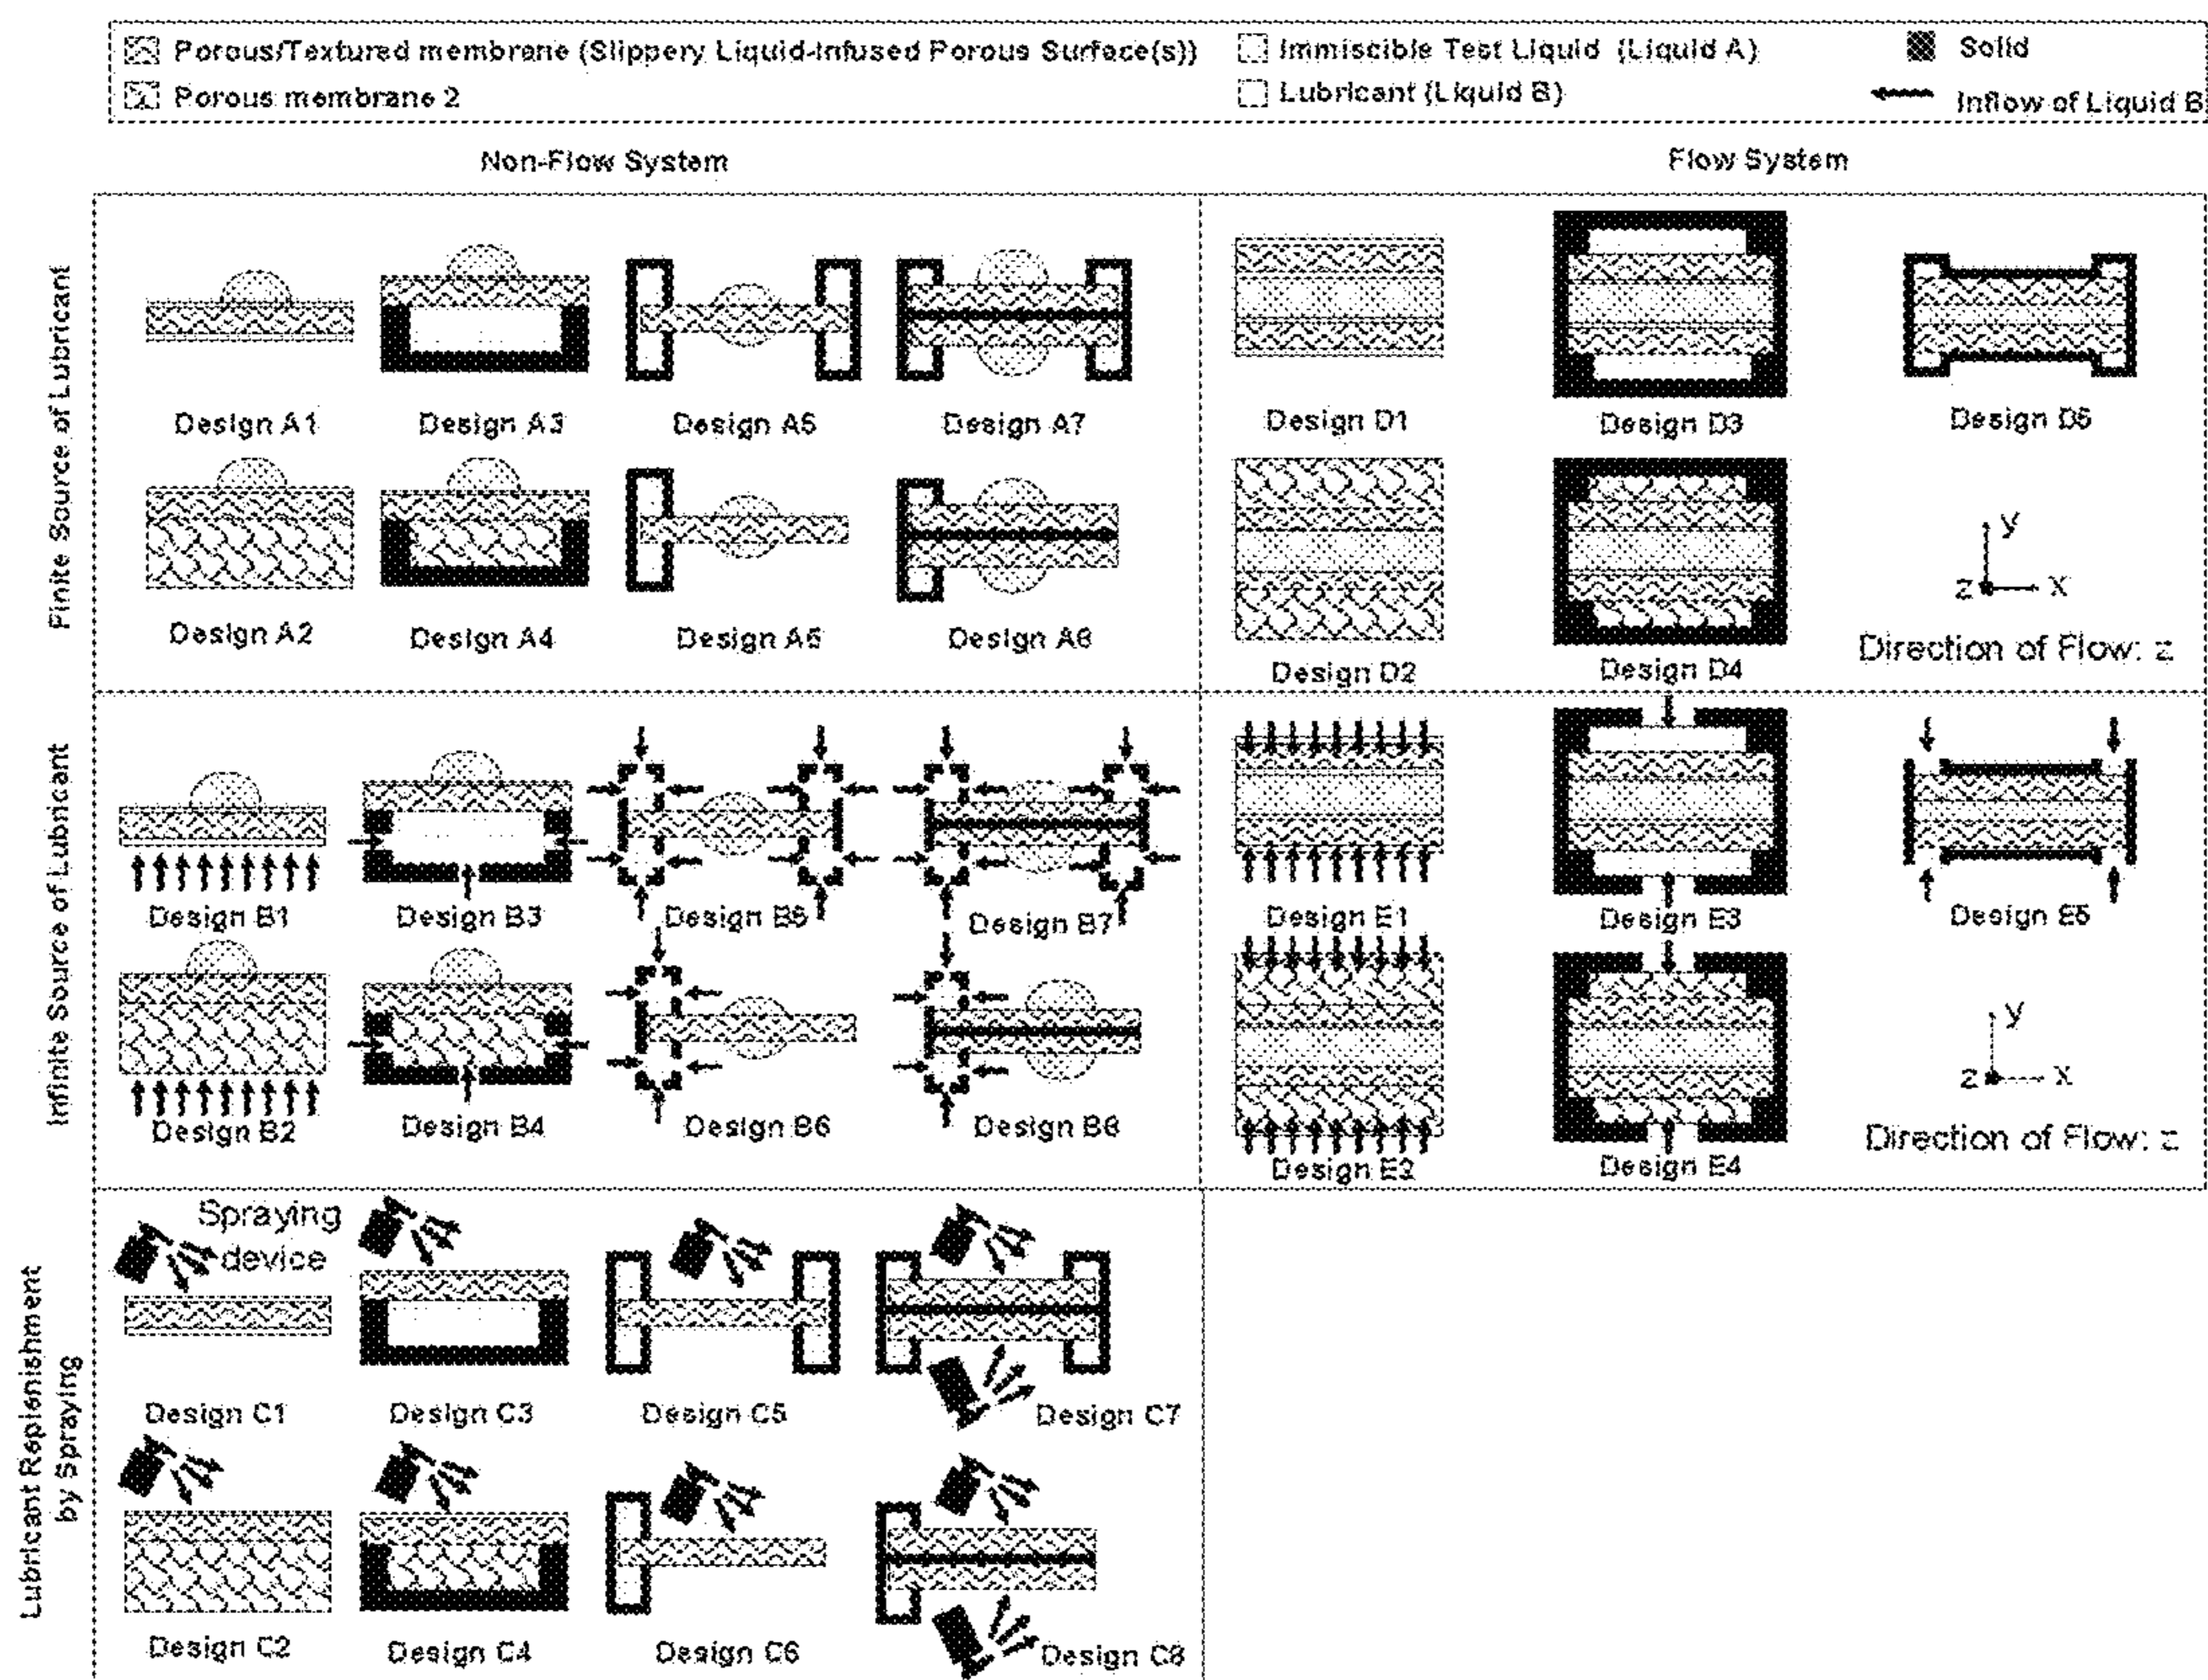 Porous/Textured membrane (Slippery Liquid-Infused Porous Surface(s))
Immiscible Test Liquid (Liquid A)
Solid
Porous membrane 2
Lubricant (Liquid B)
Inflow of Liquid B
Non-Flow System
Flow System
Finite Source of Lubricant
Design A1
Design A3
Design A5
Design A7
Design D1
Design D3
Design D5
Design A2
Design A4
Design A6
Design A8
Design D2
Design D4
y
z
x
Direction of Flow: z
Infinite Source of Lubricant
Design B1
Design B3
Design B5
Design B7
Design E1
Design E3
Design E5
Design B2
Design B4
Design B6
Design B8
Design E2
Design E4
y
z
x
Direction of Flow: z
Lubricant Replenishment
by Spraying
Spraying
device
Design C1
Design C3
Design C5
Design C7
Design C2
Design C4
Design C6
Design C8